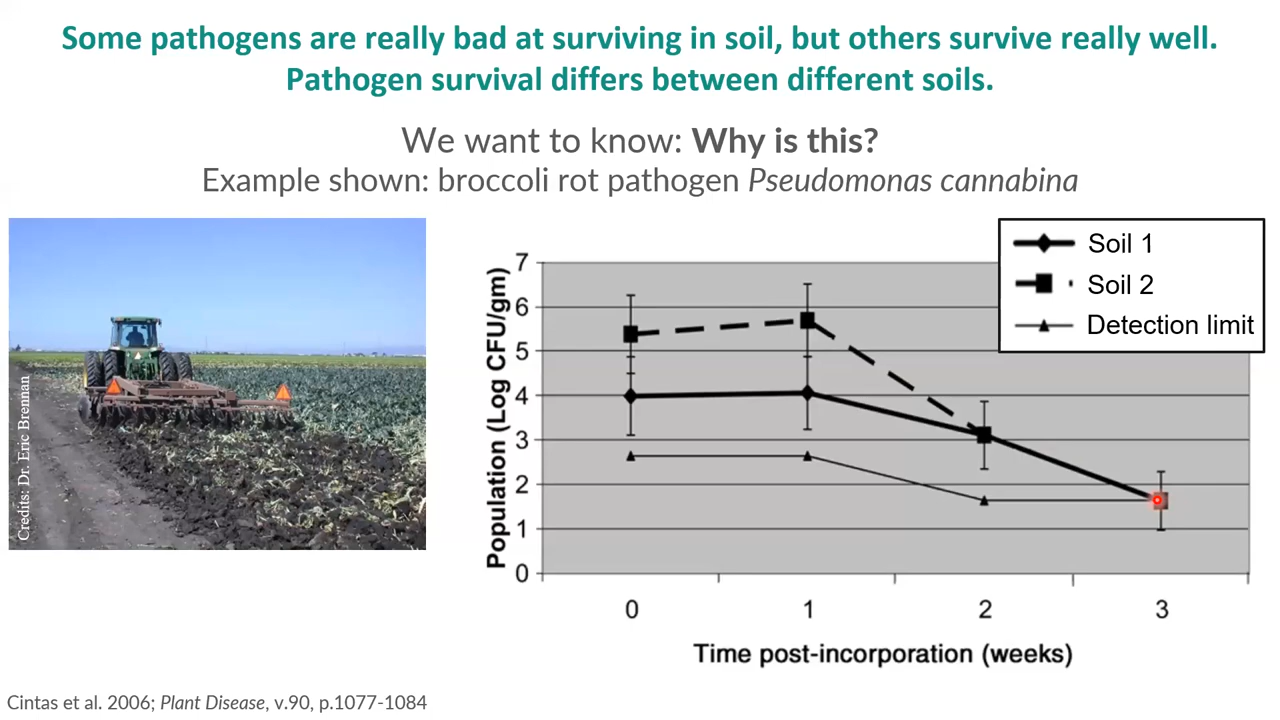 Some pathogens are really bad at surviving in soil, but others survive really well.
Pathogen survival differs between different soils.
We want to know: Why is this?
Example shown: broccoli rot pathogen Pseudomonas cannabina
Credits: Dr. Eric Brennan
Population (Log CFU/gm)
7
6
5
4
3
2
1
0
Soil 1
Soil 2
Detection limit
0 1 2 3
Time post-incorporation (weeks)
Cintas et al. 2006; Plant Disease, v.90, p.1077-1084